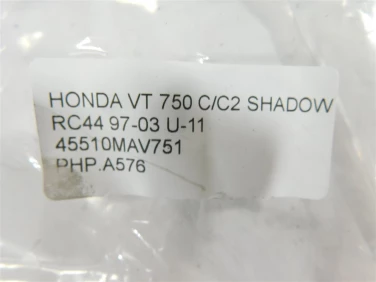 HONDA VT 750 C/C2 SHADOW
RC44 97-03 U-11
45510MAV751
PHP.A576